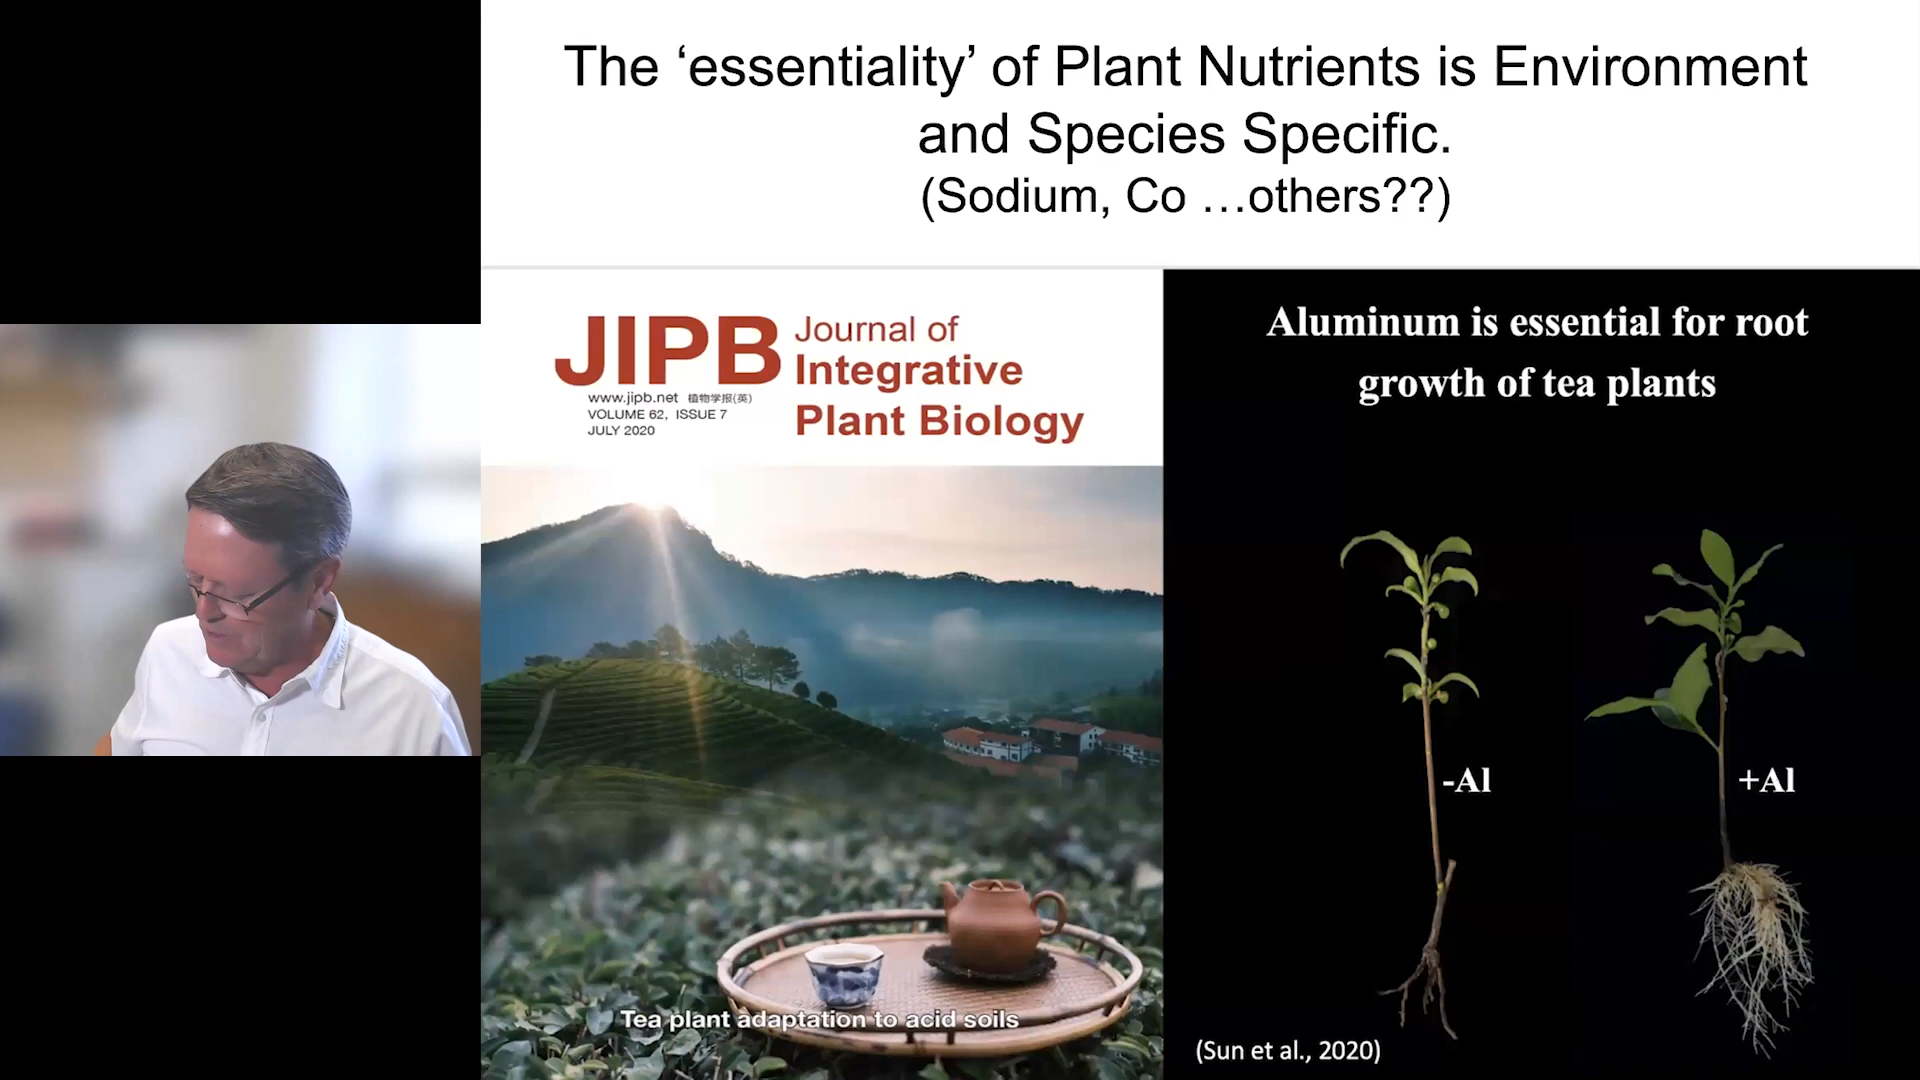 The ‘essentiality’ of Plant Nutrients is Environment
and Species Specific.
(Sodium, Co …others??)
JIPB
Journal of
Integrative
Plant Biology
www.jipb.net 植物学报(英)
VOLUME 62, ISSUE 7
JULY 2020
Tea plant adaptation to acid soils
Aluminum is essential for root
growth of tea plants
-Al
+Al
(Sun et al., 2020)